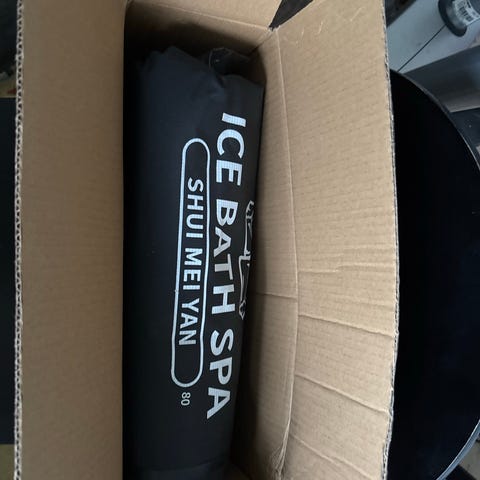 ICE BATH SPA
SHUI MEI YAN
80